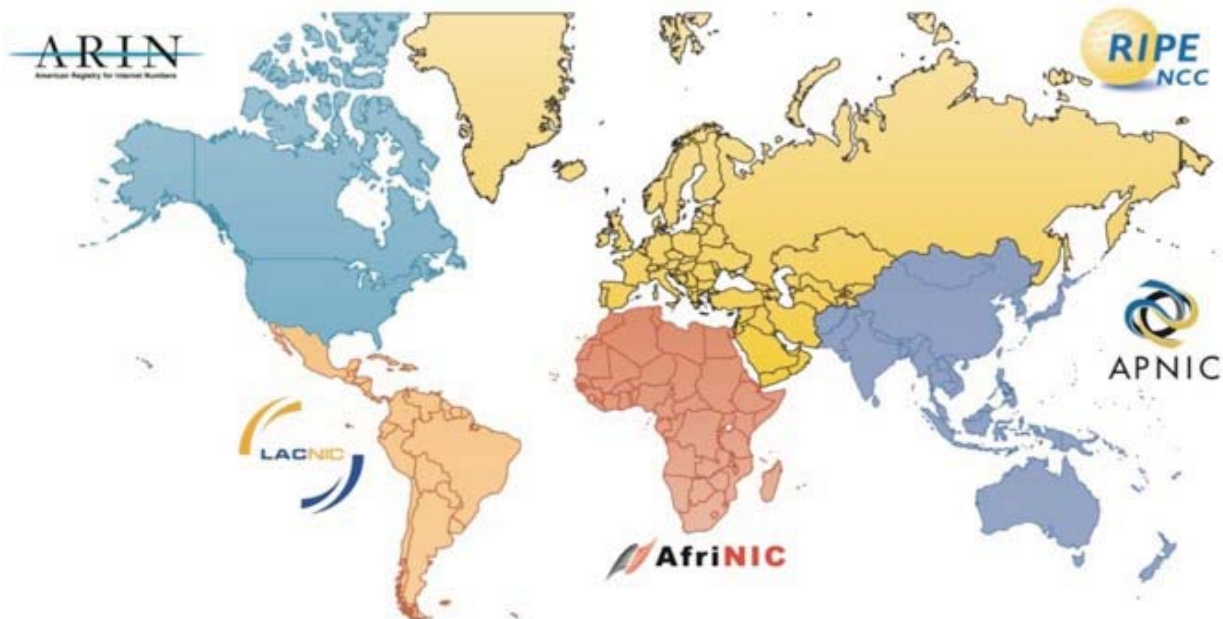 ARIN
American Registry for Internet Numbers
RIPE
NCC
APNIC
LACNIC
AfriNIC